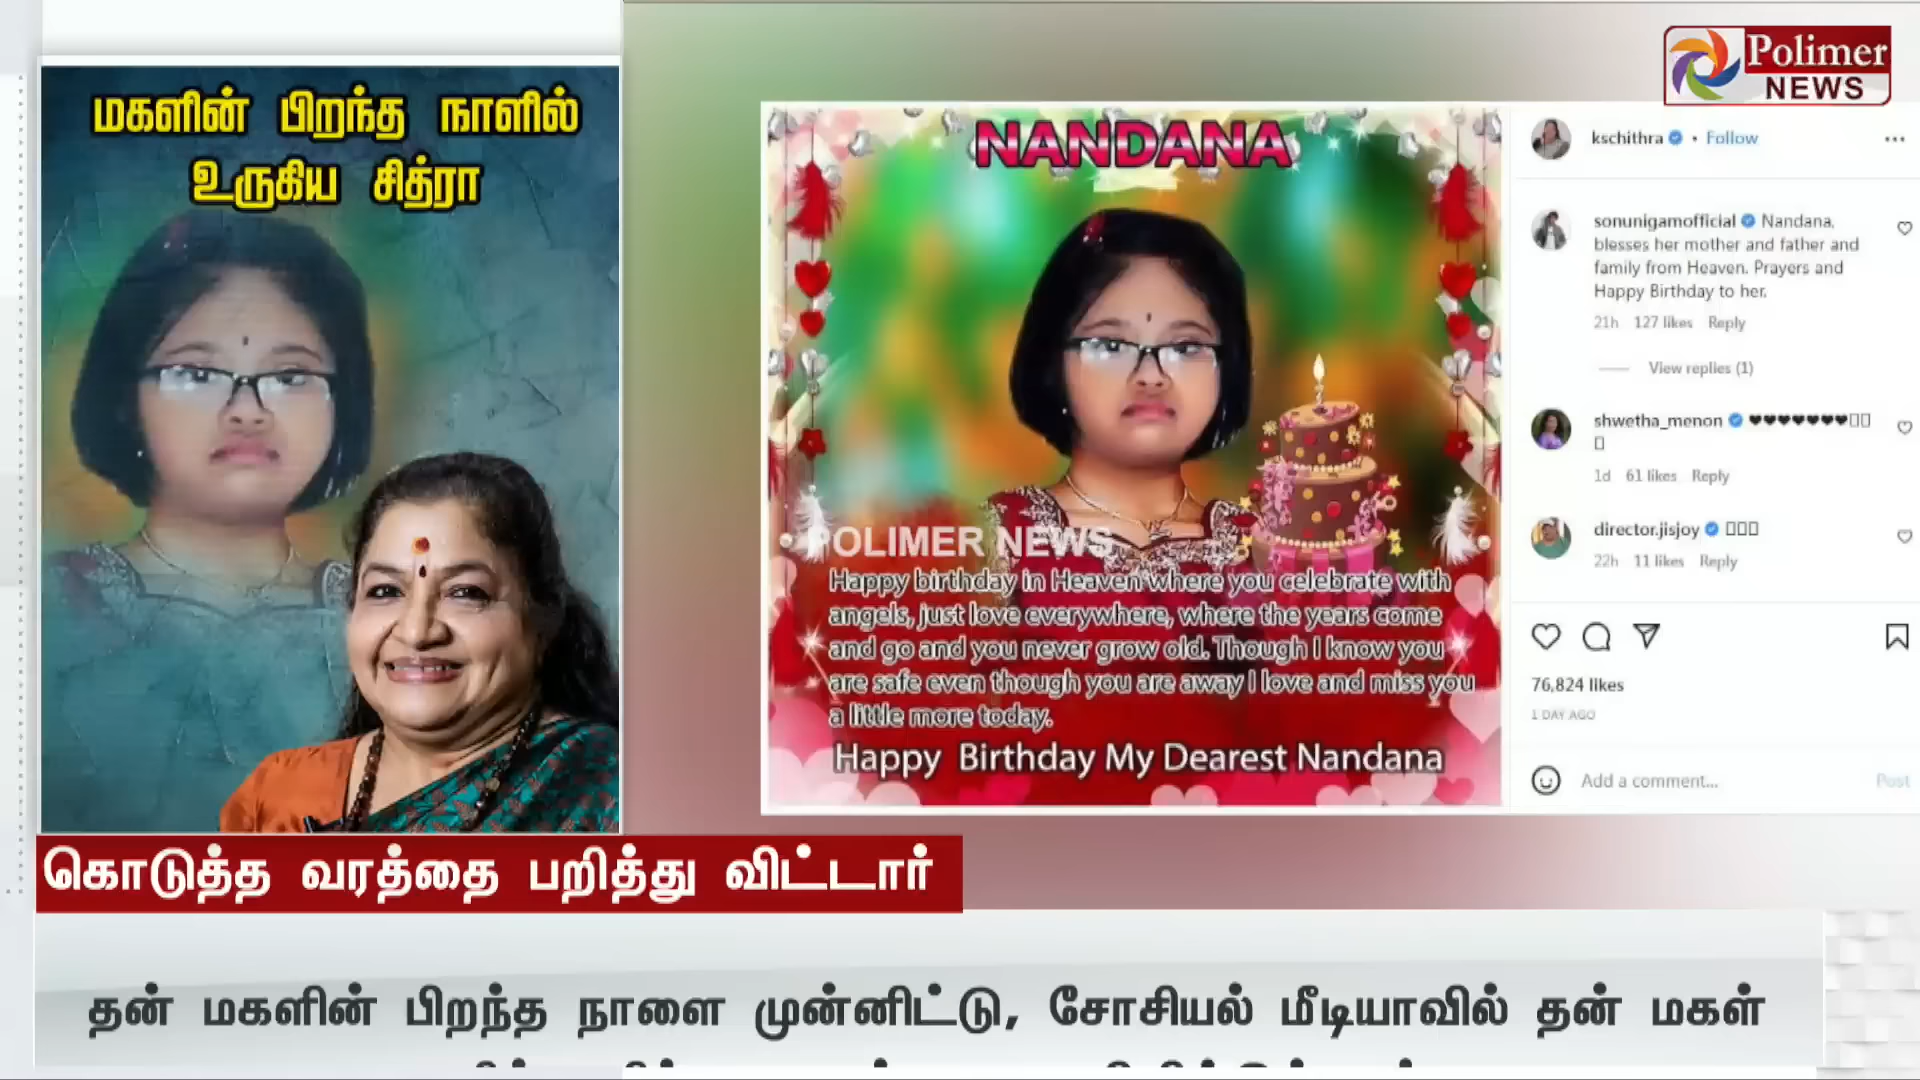 மகளின் பிறந்த நாளில்
உருகிய சித்ரா
NANDANA
POLIMER NEWS
Happy birthday in Heaven where you celebrate with
angels, just love everywhere, where the years come
and go and you never grow old. Though I know you
are safe even though you are away I love and miss you
a little more today.
Happy Birthday My Dearest Nandana
Polimer
NEWS
kschithra • Follow
sonunigamofficial Nandana,
blesses her mother and father and
family from Heaven. Prayers and
Happy Birthday to her.
21h 127 likes Reply
View replies (1)
shwetha_menon ❤❤❤❤❤❤❤
1d 61 likes Reply
director.jisjoy
22h 11 likes Reply
76,824 likes
1 DAY AGO
Add a comment...
Post
கொடுத்த வரத்தை பறித்து விட்டார்
தன் மகளின் பிறந்த நாளை முன்னிட்டு, சோசியல் மீடியாவில் தன் மகள்